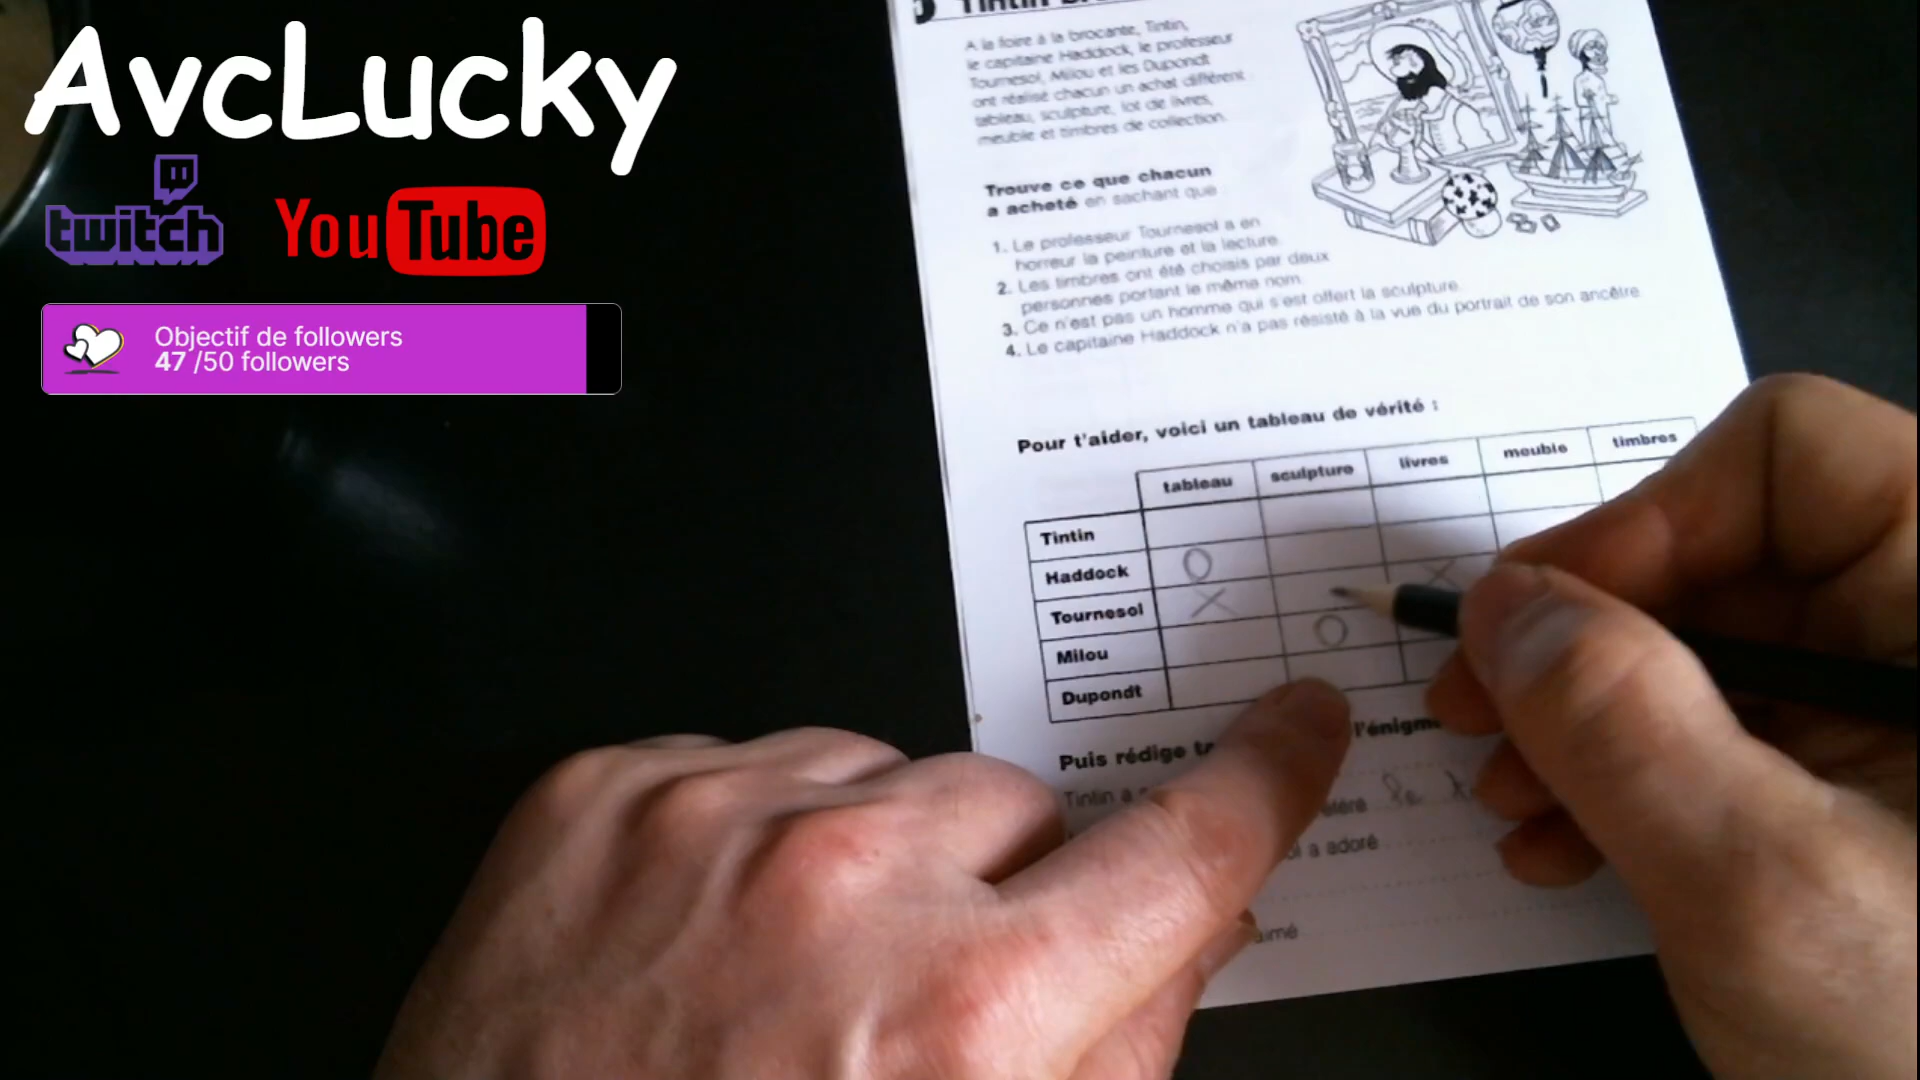 AvcLucky
twitch
YouTube
Objectif de followers
47 /50 followers
Tintin
A la foire à la brocante, Tintin,
le capitaine Haddock, le professeur
Tournesol, Milou et les Dupondt
ont réalisé chacun un achat différent :
tableau, sculpture, lot de livres,
meuble et timbres de collection.
Trouve ce que chacun
a acheté en sachant que :
1. Le professeur Tournesol a en
horreur la peinture et la lecture.
2. Les timbres ont été choisis par deux
personnes portant le même nom.
3. Ce n'est pas un homme qui s'est offert la sculpture.
4. Le capitaine Haddock n'a pas résisté à la vue du portrait de son ancêtre.
Pour t'aider, voici un tableau de vérité :
tableau sculpture livres meuble timbres
Tintin
Haddock O
Tournesol X X
Milou O
Dupondt
Puis rédige l'énigme
Tintin a
a adoré
aimé